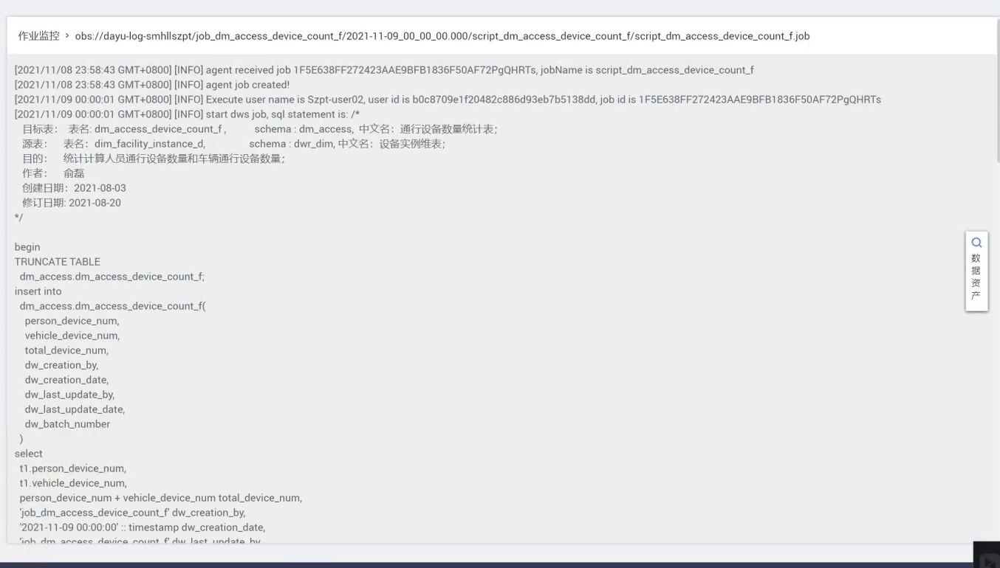 作业监控 > obs://dayu-log-smhllszpt/job_dm_access_device_count_f/2021-11-09_00_00_00.000/script_dm_access_device_count_f/script_dm_access_device_count_f.job
[2021/11/08 23:58:43 GMT+0800] [INFO] agent received job 1F5E638FF272423AAE9BFB1836F50AF72PgQHRTs, jobName is script_dm_access_device_count_f
[2021/11/08 23:58:43 GMT+0800] [INFO] agent job created!
[2021/11/09 00:00:01 GMT+0800] [INFO] Execute user name is Szpt-user02, user id is b0c8709e1f20482c886d93eb7b5138dd, job id is 1F5E638FF272423AAE9BFB1836F50AF72PgQHRTs
[2021/11/09 00:00:01 GMT+0800] [INFO] start dws job, sql statement is: /*
目标表： 表名: dm_access_device_count_f , schema : dm_access, 中文名：通行设备数量统计表；
源表： 表名：dim_facility_instance_d, schema : dwr_dim, 中文名：设备实例维表；
目的： 统计计算人员通行设备数量和车辆通行设备数量；
作者： 俞磊
创建日期：2021-08-03
修订日期: 2021-08-20
*/
begin
TRUNCATE TABLE
dm_access.dm_access_device_count_f;
insert into
dm_access.dm_access_device_count_f(
person_device_num,
vehicle_device_num,
total_device_num,
dw_creation_by,
dw_creation_date,
dw_last_update_by,
dw_last_update_date,
dw_batch_number
)
select
t1.person_device_num,
t1.vehicle_device_num,
person_device_num + vehicle_device_num total_device_num,
'job_dm_access_device_count_f' dw_creation_by,
'2021-11-09 00:00:00' :: timestamp dw_creation_date,
'job_dm_access_device_count_f' dw_last_update_by,
数据资产